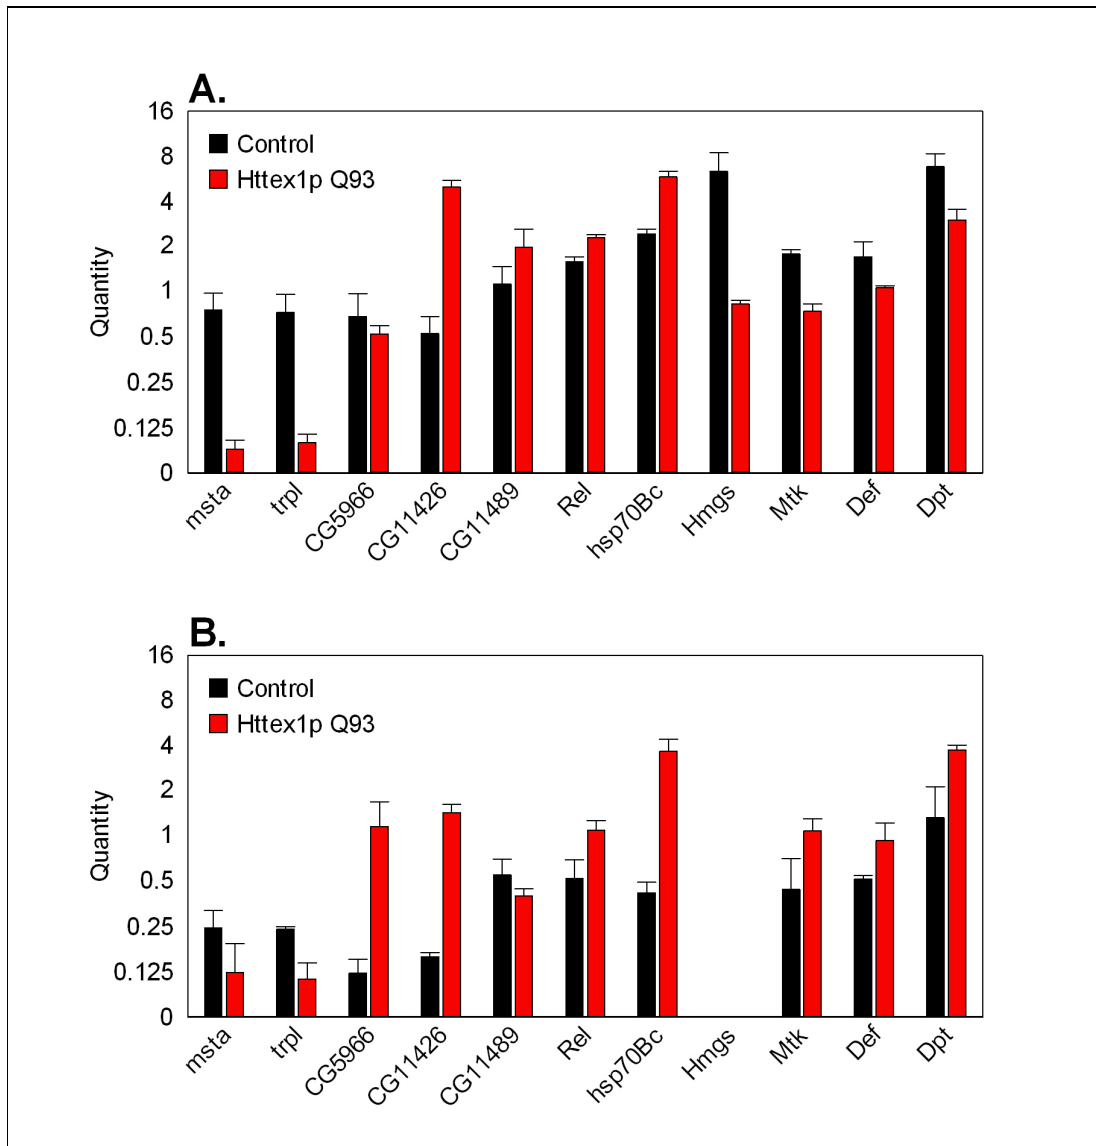 A.
16
8
4
2
1
0.5
0.25
0.125
0
Quantity
Control
Httex1p Q93
msta
trpl
CG5966
CG11426
CG11489
Rel
hsp70Bc
Hmgs
Mtk
Def
Dpt
B.
16
8
4
2
1
0.5
0.25
0.125
0
Quantity
Control
Httex1p Q93
msta
trpl
CG5966
CG11426
CG11489
Rel
hsp70Bc
Hmgs
Mtk
Def
Dpt